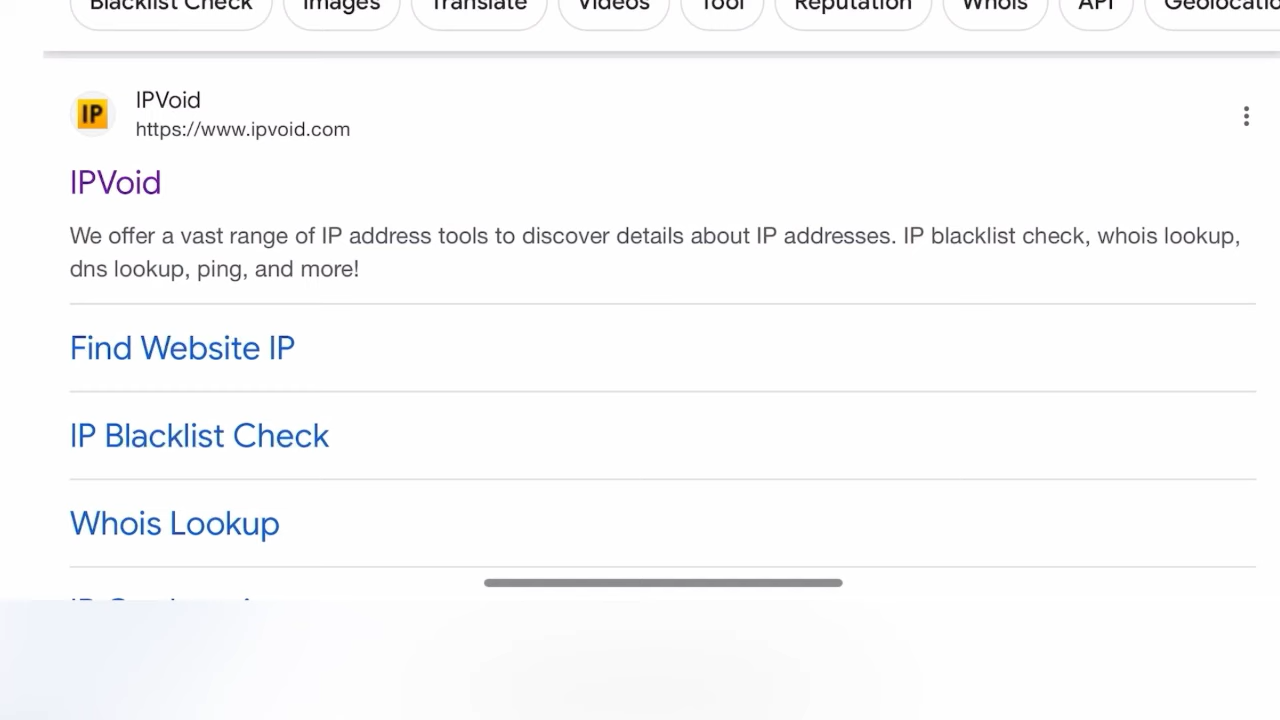 Blacklist Check Images Translate Videos Tool Reputation Whois API
IP
IPVoid
https://www.ipvoid.com
IPVoid
We offer a vast range of IP address tools to discover details about IP addresses. IP blacklist check, whois lookup,
dns lookup, ping, and more!
Find Website IP
IP Blacklist Check
Whois Lookup